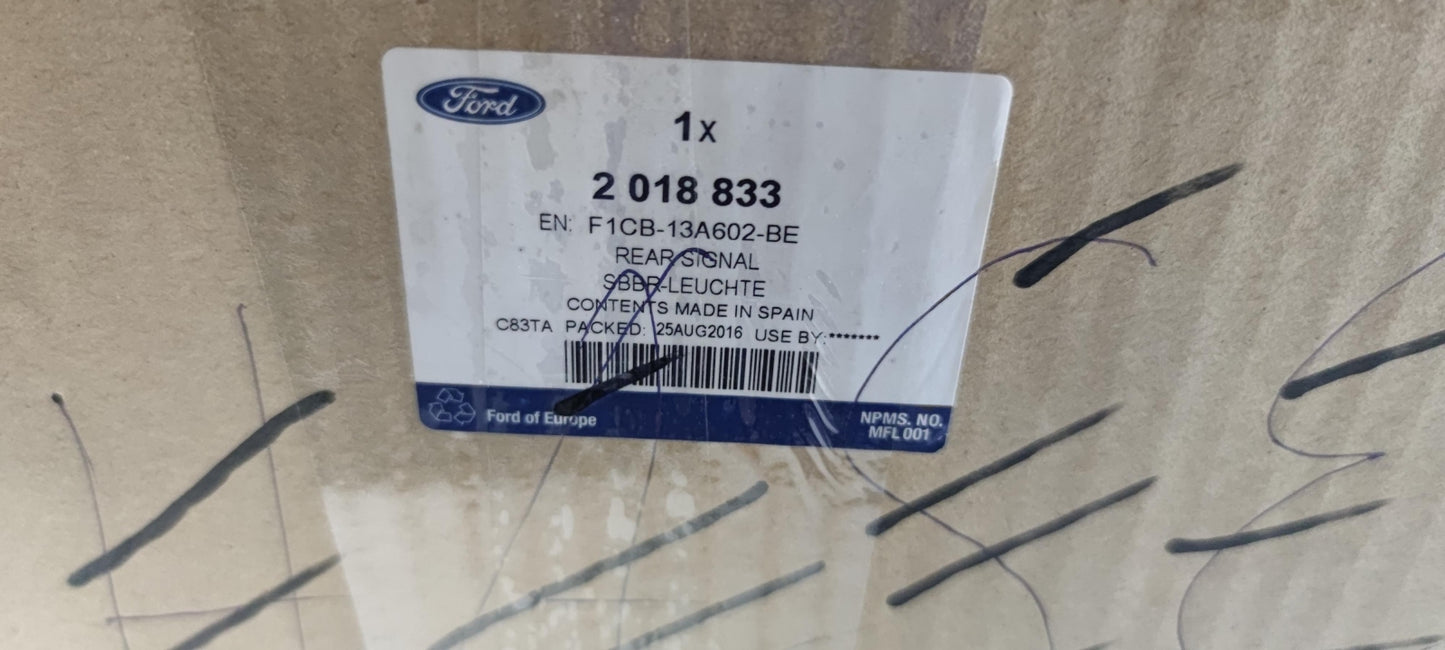 Ford
1x
2 018 833
EN: F1CB-13A602-BE
REAR SIGNAL
SBBR-LEUCHTE
CONTENTS MADE IN SPAIN
C83TA PACKED: 25AUG2016 USE BY:*******
Ford of Europe
NPMS. NO.
MFL 001